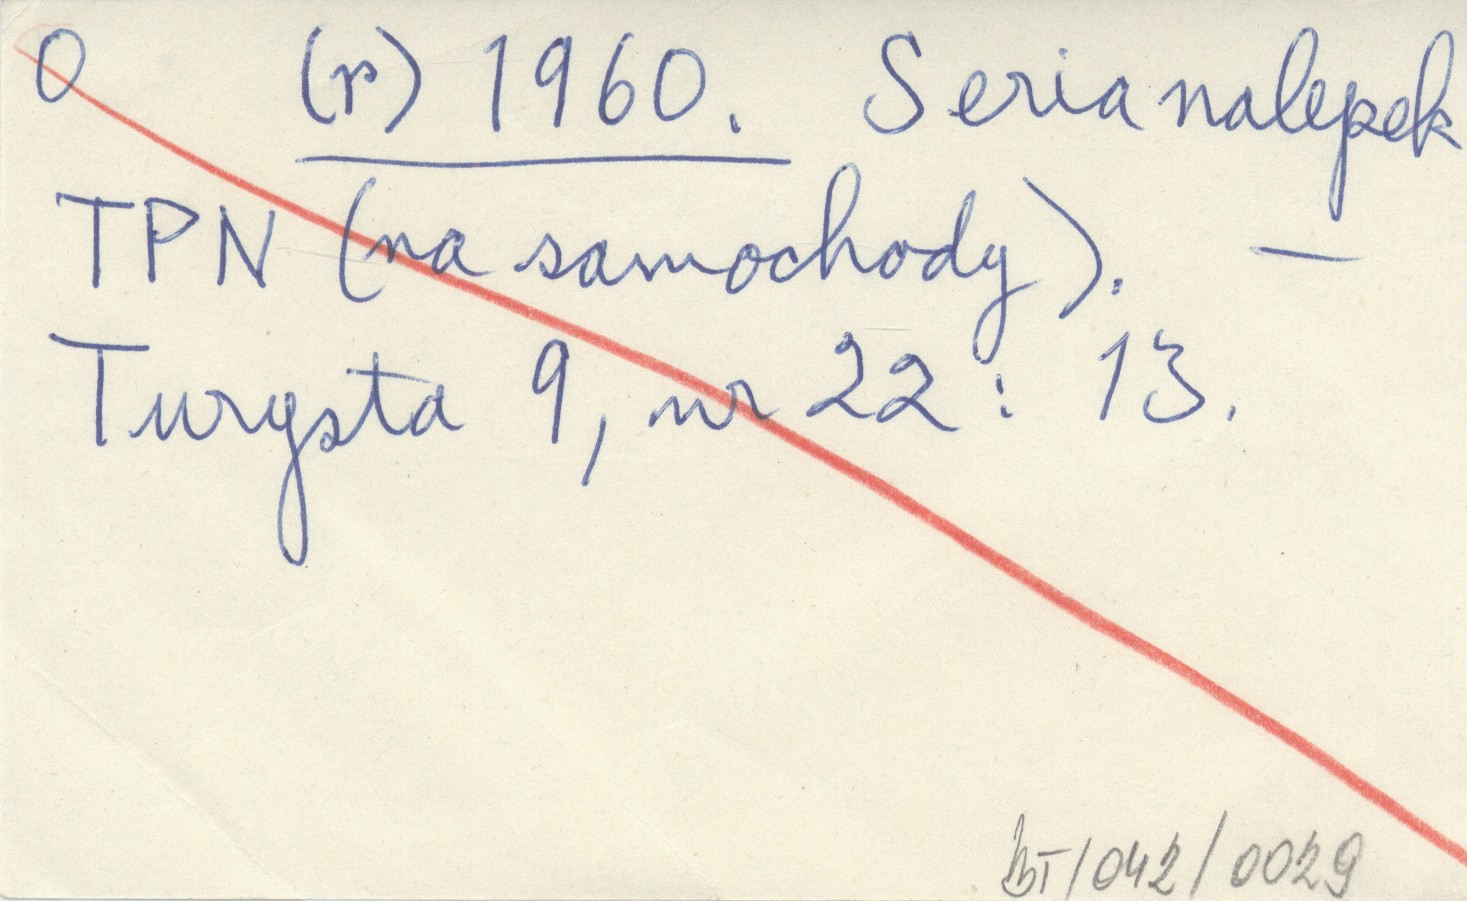 O (r) 1960. Seria nalepek
TPN (na samochody). —
Turysta 9, nr 22: 13.
BT/042/0029